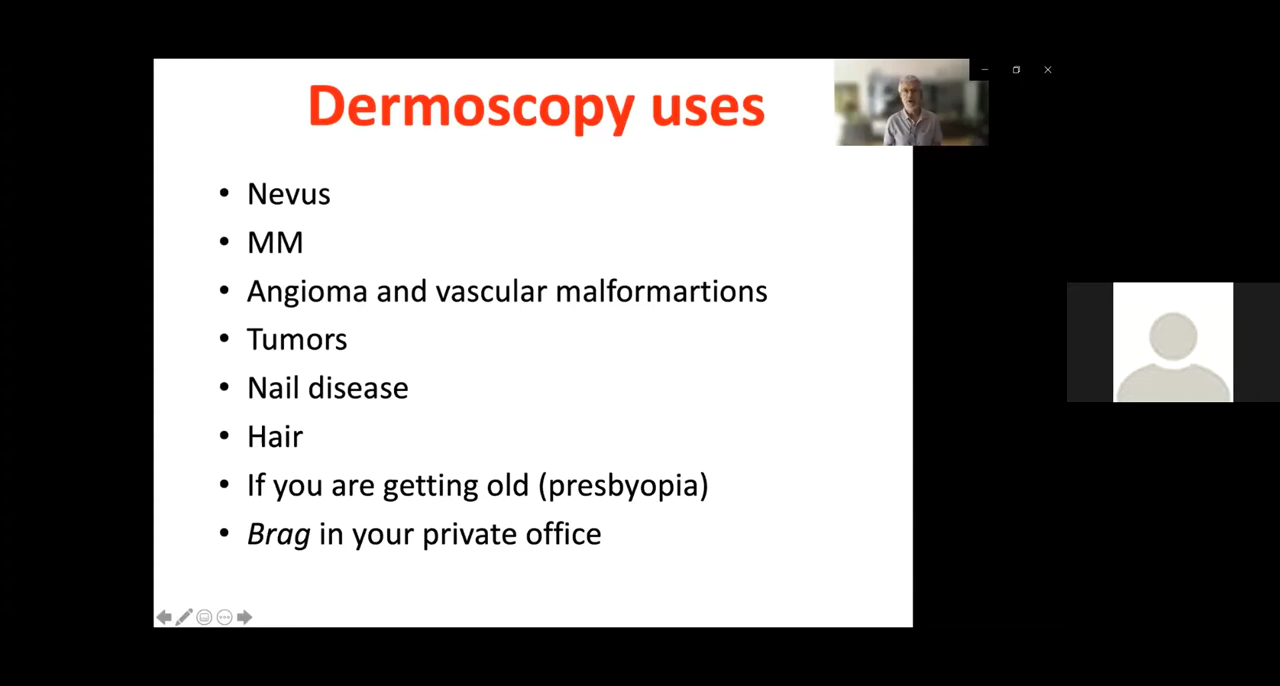 Dermoscopy uses
• Nevus
• MM
• Angioma and vascular malformartions
• Tumors
• Nail disease
• Hair
• If you are getting old (presbyopia)
• Brag in your private office